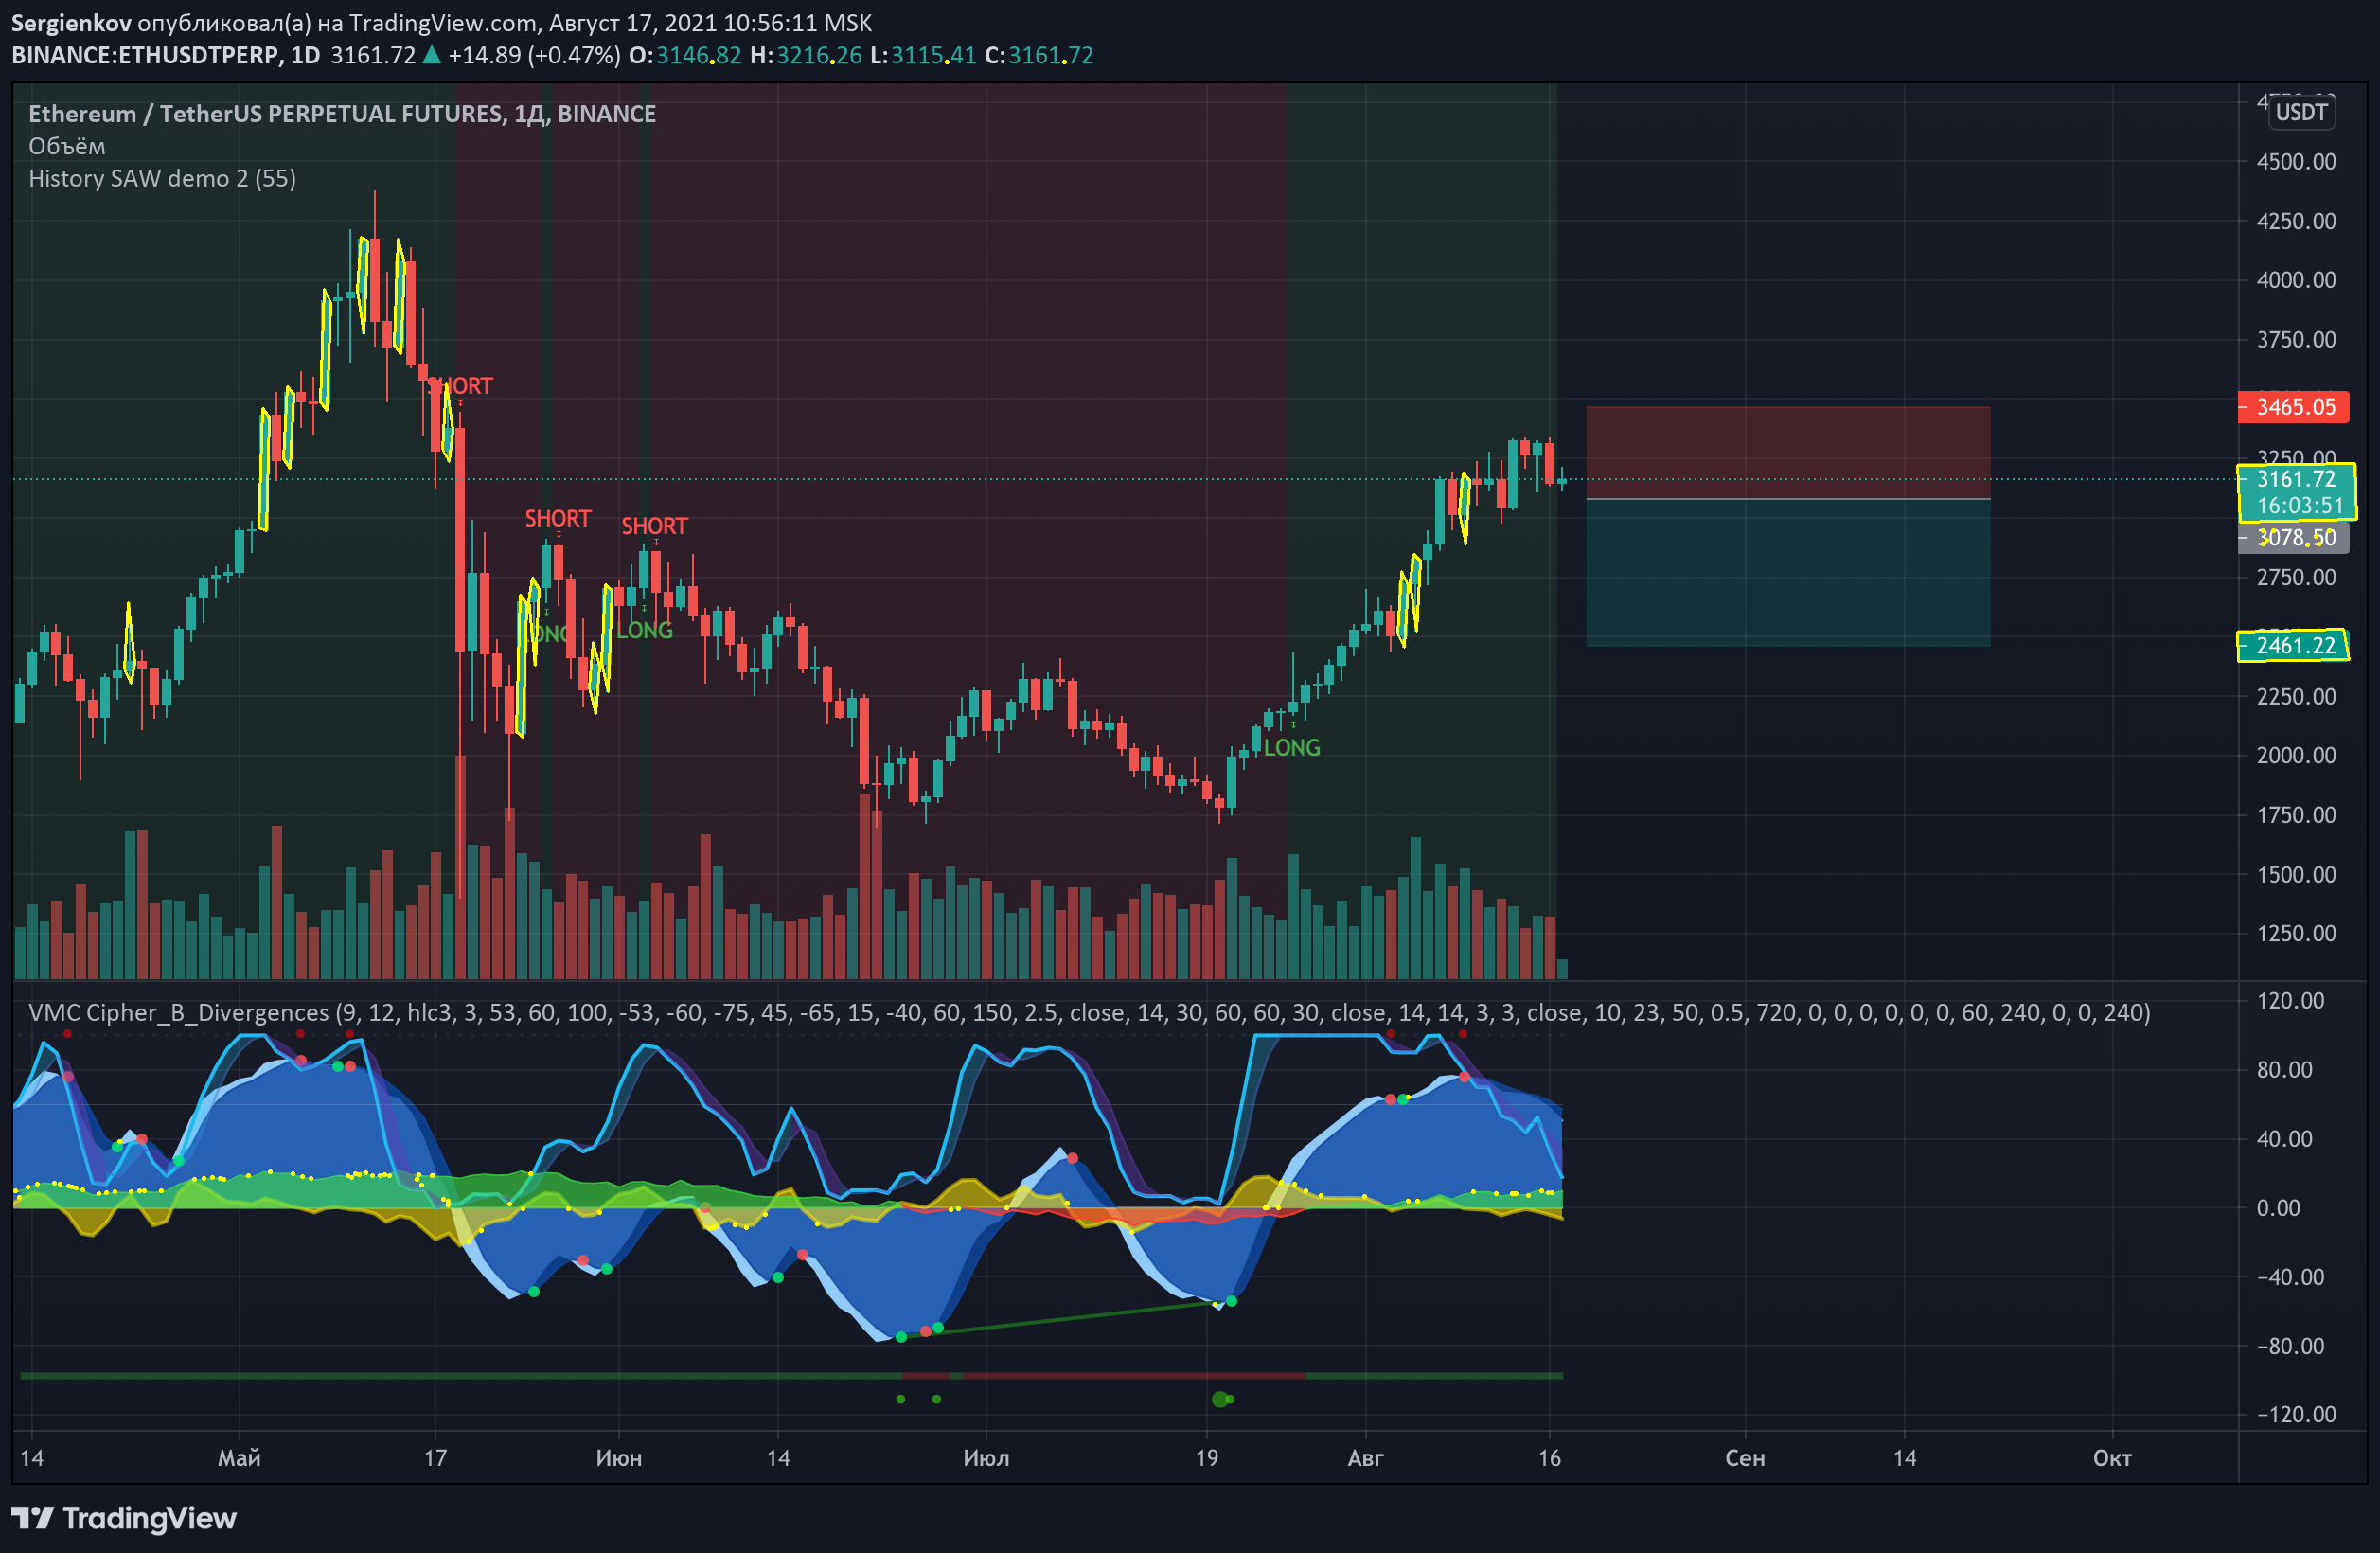 Sergienkov опубликовал(а) на TradingView.com, Август 17, 2021 10:56:11 MSK
BINANCE:ETHUSDTPERP, 1D 3161.72 ▲ +14.89 (+0.47%) O:3146.82 H:3216.26 L:3115.41 C:3161.72
Ethereum / TetherUS PERPETUAL FUTURES, 1Д, BINANCE
Объём
History SAW demo 2 (55)
USDT
4500.00
4250.00
4000.00
3750.00
SHORT
3465.05
3250.00
3161.72
16:03:51
SHORT
SHORT
3078.50
2750.00
LONG
LONG
2461.22
2250.00
LONG
2000.00
1750.00
1500.00
1250.00
VMC Cipher_B_Divergences (9, 12, hlc3, 3, 53, 60, 100, -53, -60, -75, 45, -65, 15, -40, 60, 150, 2.5, close, 14, 30, 60, 60, 30, close, 14, 14, 3, 3, close, 10, 23, 50, 0.5, 720, 0, 0, 0, 0, 0, 0, 60, 240, 0, 0, 240)
120.00
80.00
40.00
0.00
−40.00
−80.00
−120.00
14 Май 17 Июн 14 Июл 19 Авг 16 Сен 14 Окт
TradingView